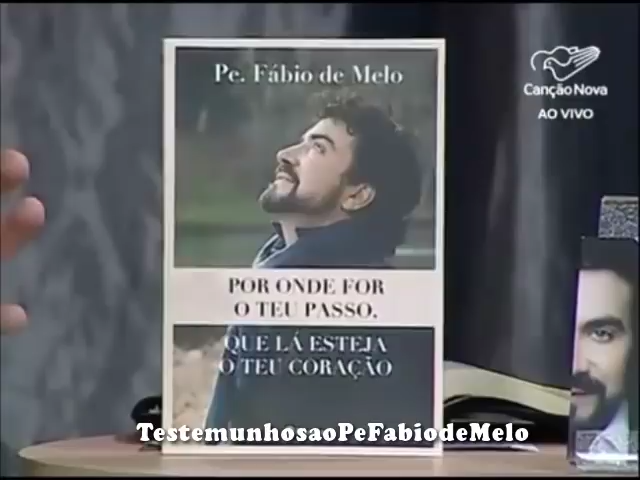 Pe. Fábio de Melo
Canção Nova
AO VIVO
POR ONDE FOR
O TEU PASSO,
QUE LÁ ESTEJA
O TEU CORAÇÃO
TestemunhosaoPeFabiodeMelo